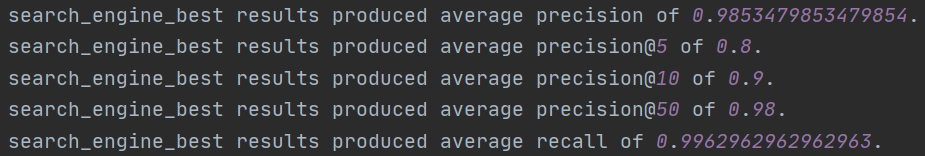 search_engine_best results produced average precision of 0.9853479853479854.
search_engine_best results produced average precision@5 of 0.8.
search_engine_best results produced average precision@10 of 0.9.
search_engine_best results produced average precision@50 of 0.98.
search_engine_best results produced average recall of 0.99629629629629​63.